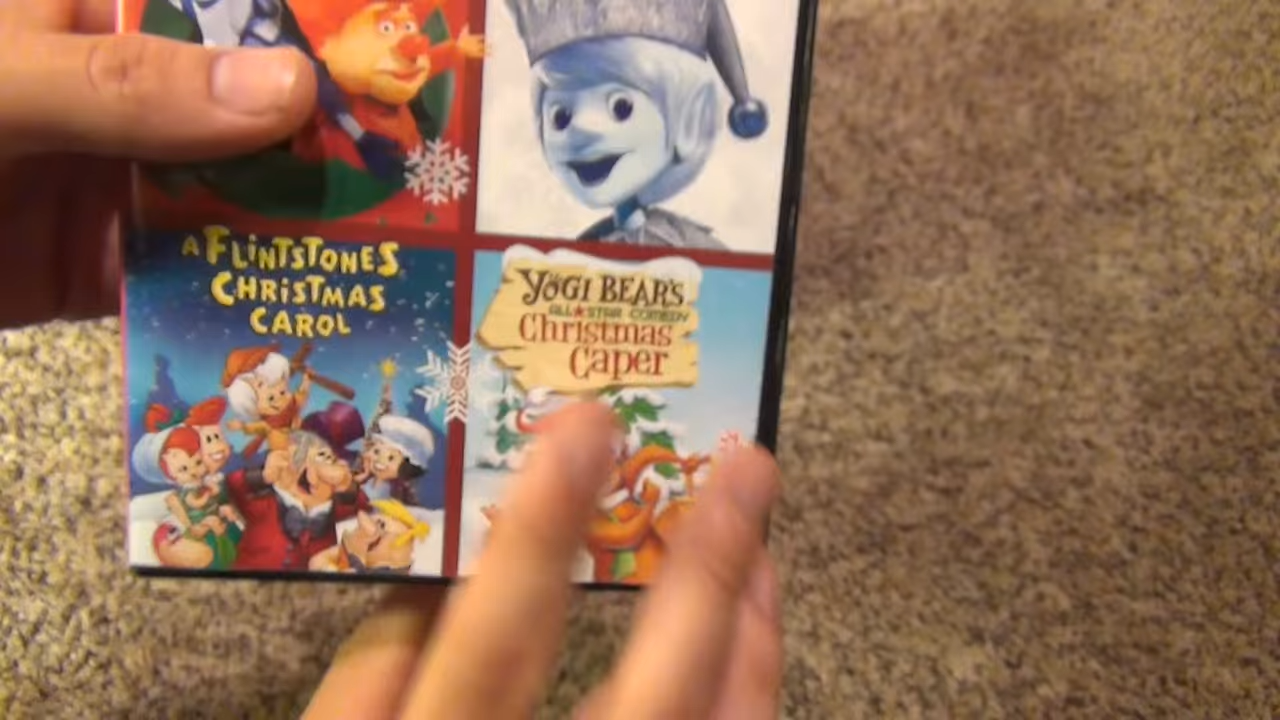 A FLINTSTONES
CHRISTMAS
CAROL
YOGI BEAR'S
ALL★STAR COMEDY
Christmas
Caper